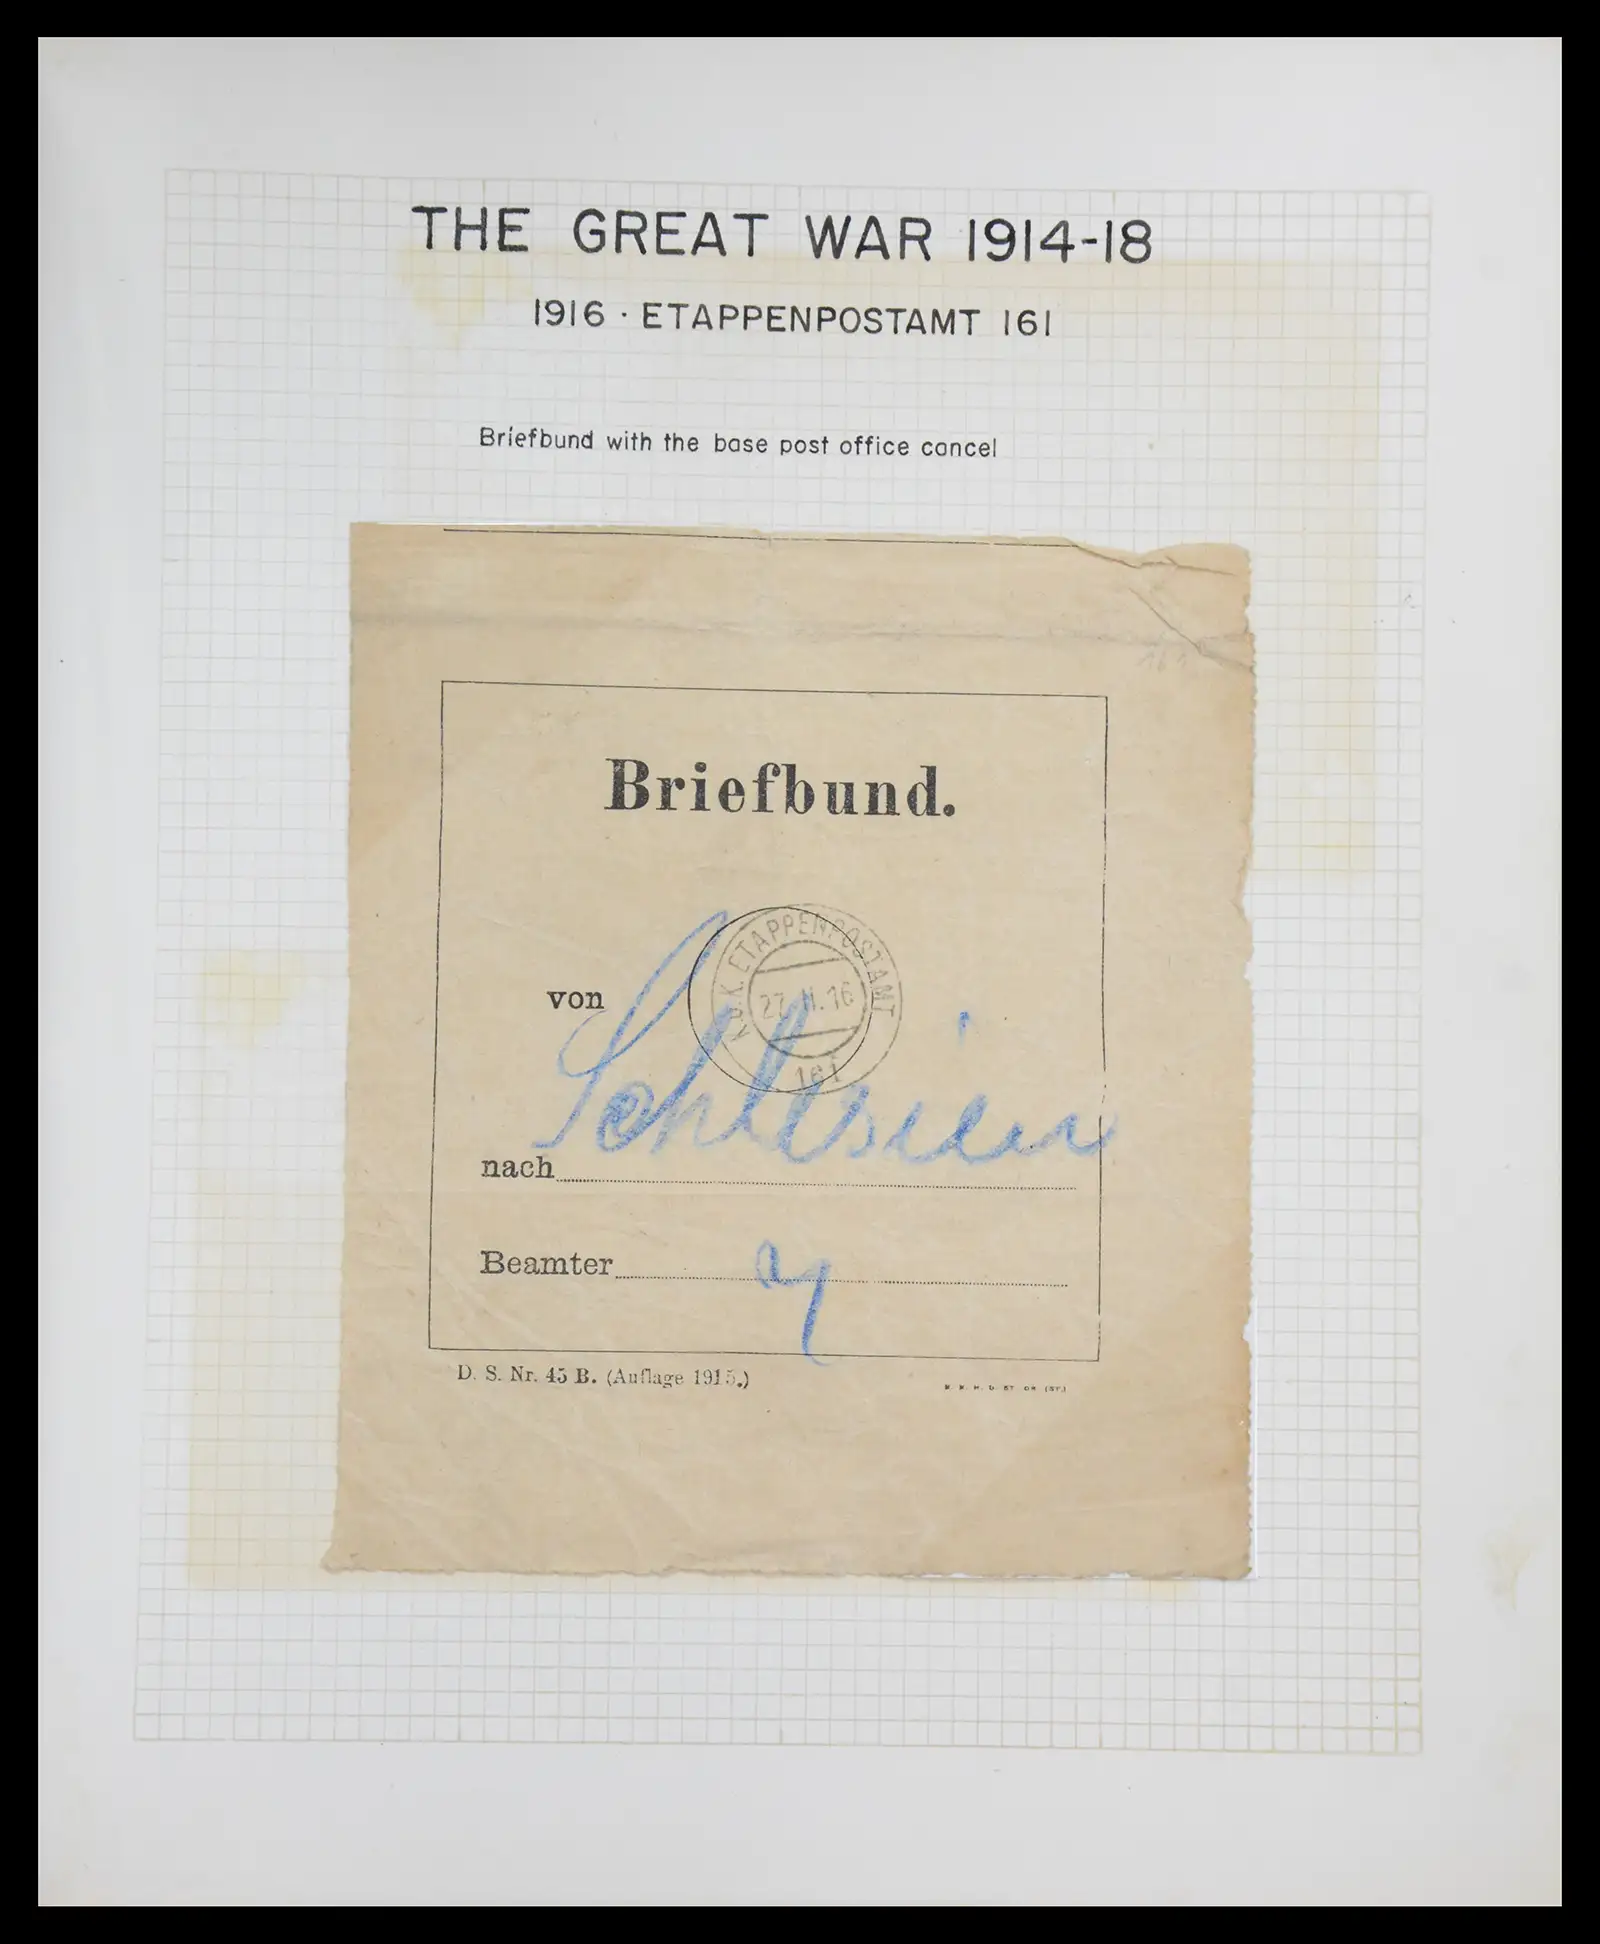 THE GREAT WAR 1914-18
1916 · ETAPPENPOSTAMT 161
Briefbund with the base post office cancel
Briefbund.
K.U.K. ETAPPENPOSTAMT
27. II. 16
161
von
Schlesien
nach
Beamter
D. S. Nr. 45 B. (Auflage 1915.)